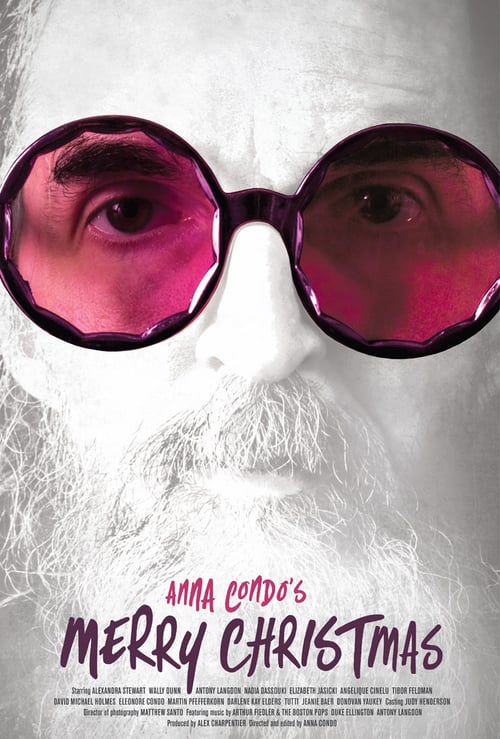 ANNA CONDO'S
MERRY CHRISTMAS
Starring ALEXANDRA STEWART WALLY DUNN ANTONY LANGDON NADIA DASSOUKI ELIZABETH JASICKI ANGELIQUE CINELU TIBOR FELDMAN
DAVID MICHAEL HOLMES ELEONORE CONDO MARTIN PFEFFERKORN DARLENE KAY ELDERS TUTTI JEANIE BAER DONOVAN YAUKEY Casting JUDY HENDERSON
Director of photography MATTHEW SANTO Featuring music by ARTHUR FIEDLER & THE BOSTON POPS DUKE ELLINGTON ANTONY LANGDON
Produced by ALEX CHARPENTIER Directed and edited by ANNA CONDO